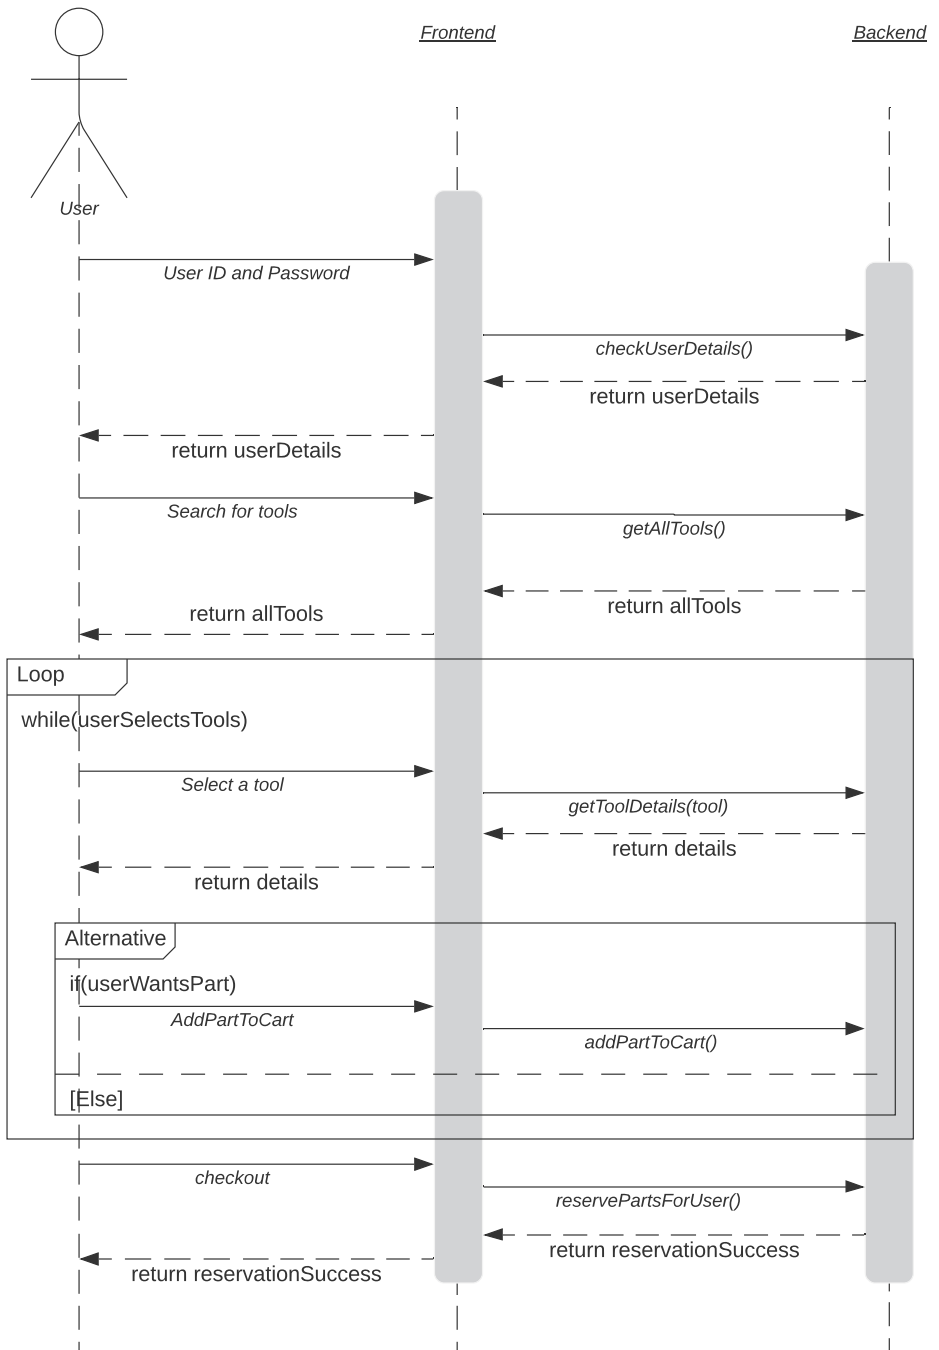 Frontend
Backend
User
User ID and Password
checkUserDetails()
return userDetails
return userDetails
Search for tools
getAllTools()
return allTools
return allTools
Loop
while(userSelectsTools)
Select a tool
getToolDetails(tool)
return details
return details
Alternative
if(userWantsPart)
AddPartToCart
addPartToCart()
[Else]
checkout
reservePartsForUser()
return reservationSuccess
return reservationSuccess